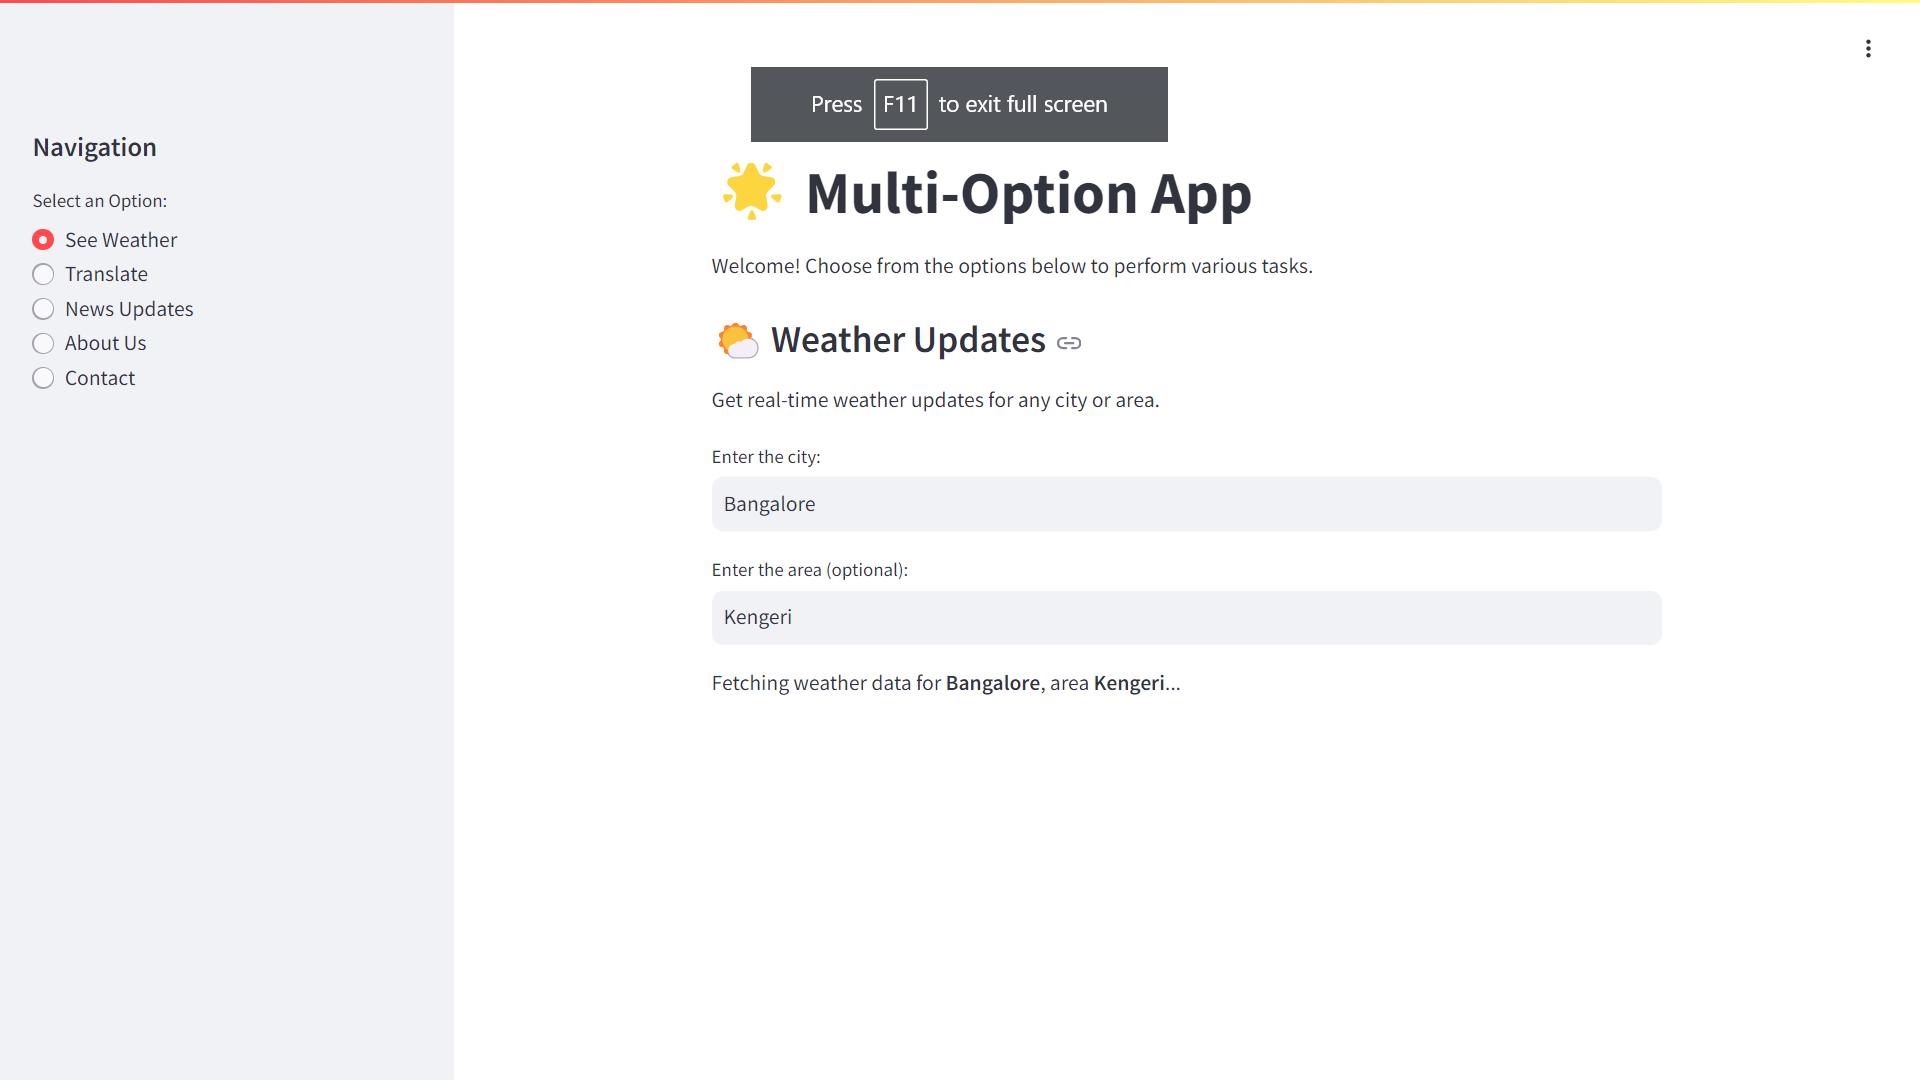 Press F11 to exit full screen
Navigation
Select an Option:
See Weather
Translate
News Updates
About Us
Contact
Multi-Option App
Welcome! Choose from the options below to perform various tasks.
Weather Updates
Get real-time weather updates for any city or area.
Enter the city:
Bangalore
Enter the area (optional):
Kengeri
Fetching weather data for Bangalore, area Kengeri...